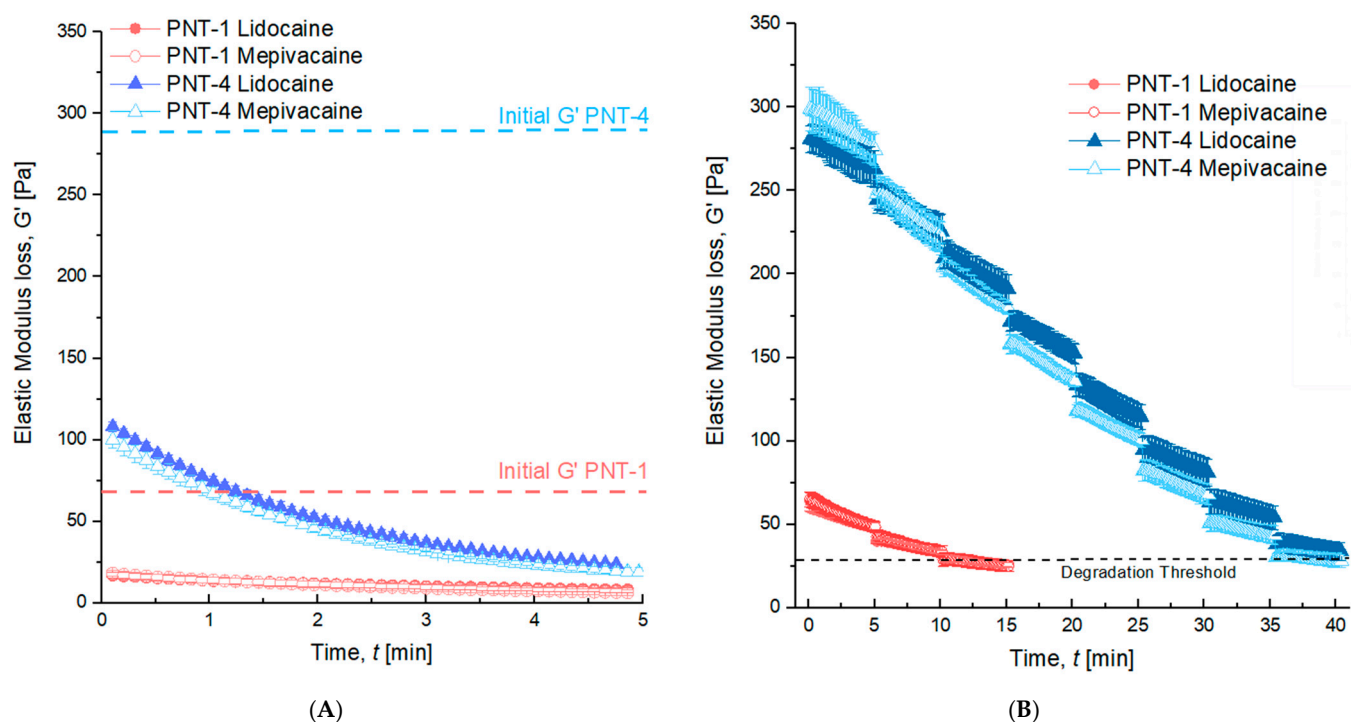 350
300
250
200
150
100
50
0
Elastic Modulus loss, G' [Pa]
PNT-1 Lidocaine
PNT-1 Mepivacaine
PNT-4 Lidocaine
PNT-4 Mepivacaine
Initial G' PNT-4
Initial G' PNT-1
0 1 2 3 4 5
Time, t [min]
(A)
350
300
250
200
150
100
50
0
Elastic Modulus loss, G' [Pa]
PNT-1 Lidocaine
PNT-1 Mepivacaine
PNT-4 Lidocaine
PNT-4 Mepivacaine
Degradation Threshold
0 5 10 15 20 25 30 35 40
Time, t [min]
(B)